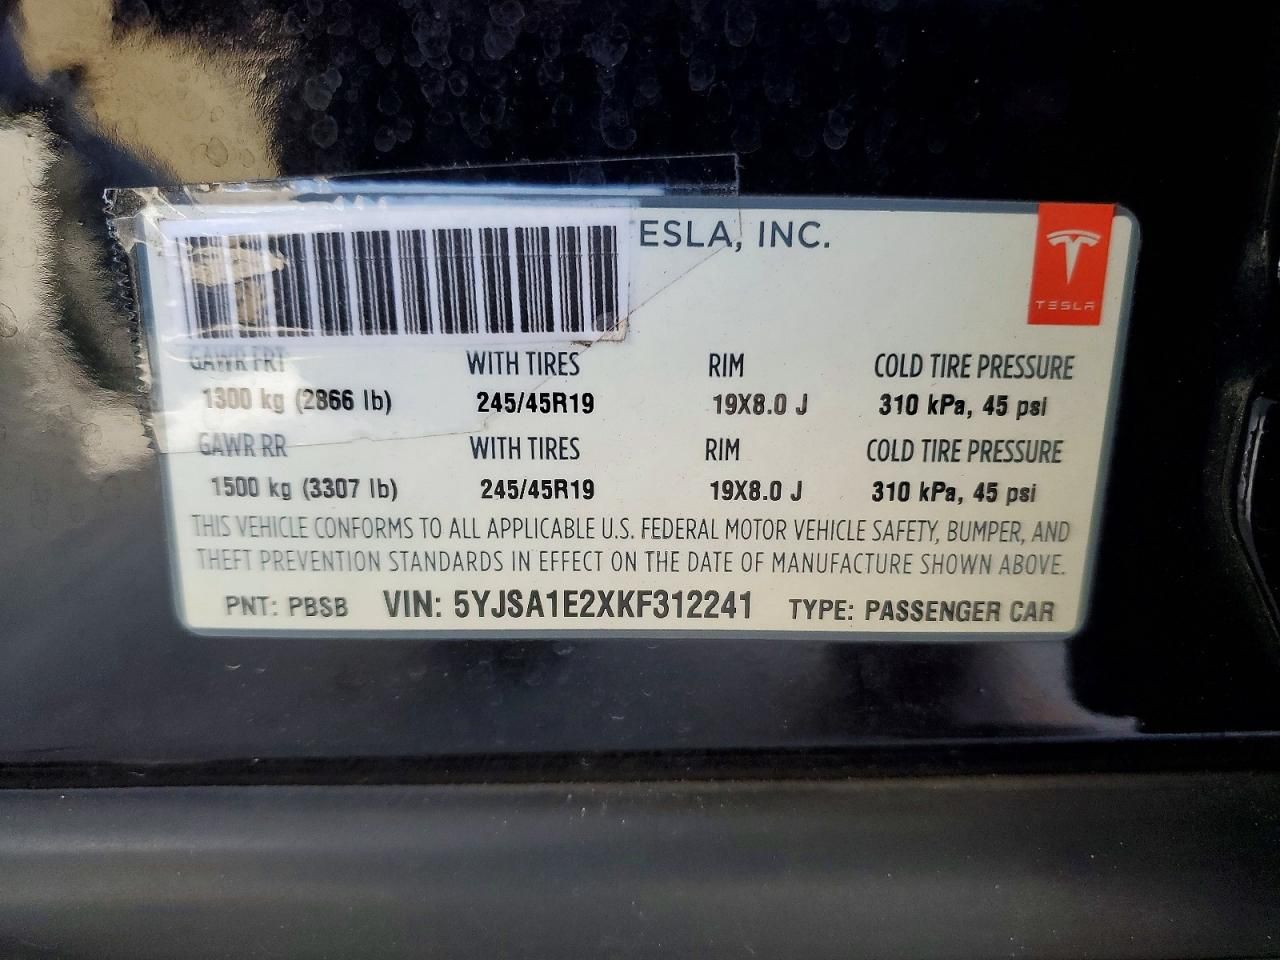 ESLA, INC.
TESLA
GAWR FRT WITH TIRES RIM COLD TIRE PRESSURE
1300 kg (2866 lb) 245/45R19 19X8.0 J 310 kPa, 45 psi
GAWR RR WITH TIRES RIM COLD TIRE PRESSURE
1500 kg (3307 lb) 245/45R19 19X8.0 J 310 kPa, 45 psi
THIS VEHICLE CONFORMS TO ALL APPLICABLE U.S. FEDERAL MOTOR VEHICLE SAFETY, BUMPER, AND
THEFT PREVENTION STANDARDS IN EFFECT ON THE DATE OF MANUFACTURE SHOWN ABOVE.
PNT: PBSB VIN: 5YJSA1E2XKF312241 TYPE: PASSENGER CAR